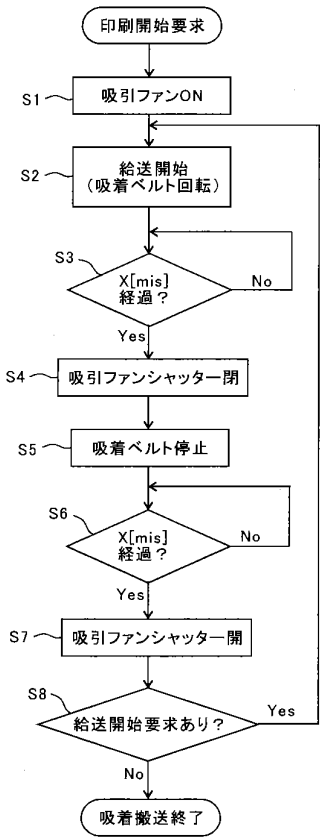 印刷開始要求
S1
吸引ファンON
S2
給送開始
(吸着ベルト回転)
S3
X[mis]
経過？
No
Yes
S4
吸引ファンシャッター閉
S5
吸着ベルト停止
S6
X[mis]
経過？
No
Yes
S7
吸引ファンシャッター開
S8
給送開始要求あり？
Yes
No
吸着搬送終了